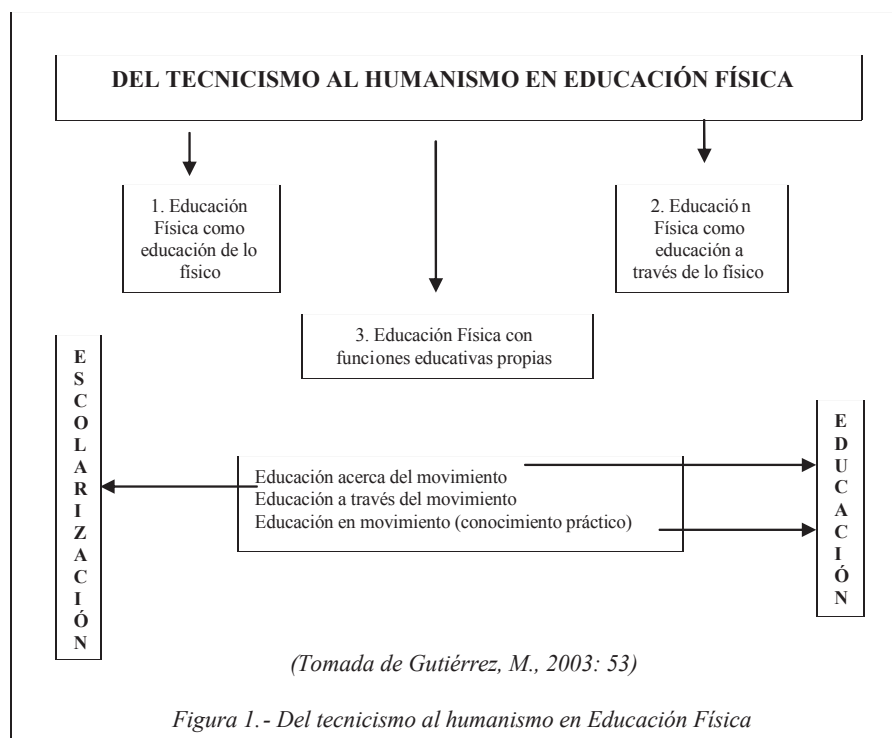 DEL TECNICISMO AL HUMANISMO EN EDUCACIÓN FÍSICA
1. Educación
Física como
educación de lo
físico
2. Educación
Física como
educación a
través de lo físico
3. Educación Física con
funciones educativas propias
ESCOLARIZACIÓN
Educación acerca del movimiento
Educación a través del movimiento
Educación en movimiento (conocimiento práctico)
EDUCACIÓN
(Tomada de Gutiérrez, M., 2003: 53)
Figura 1.- Del tecnicismo al humanismo en Educación Física